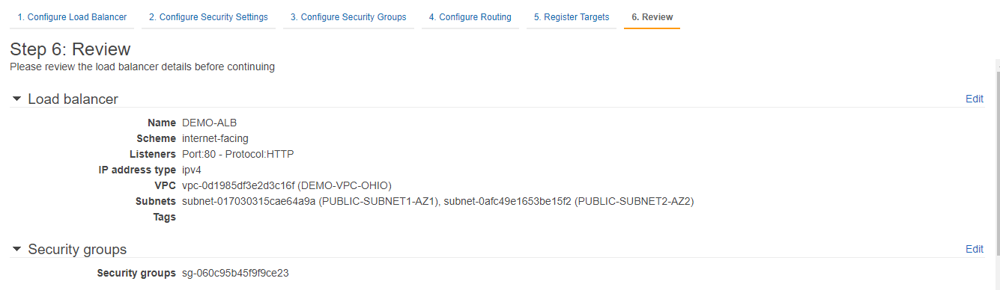 1. Configure Load Balancer 2. Configure Security Settings 3. Configure Security Groups 4. Configure Routing 5. Register Targets 6. Review
Step 6: Review
Please review the load balancer details before continuing
Load balancer Edit
Name DEMO-ALB
Scheme internet-facing
Listeners Port:80 - Protocol:HTTP
IP address type ipv4
VPC vpc-0d1985df3e2d3c16f (DEMO-VPC-OHIO)
Subnets subnet-017030315cae64a9a (PUBLIC-SUBNET1-AZ1), subnet-0afc49e1653be15f2 (PUBLIC-SUBNET2-AZ2)
Tags
Security groups Edit
Security groups sg-060c95b45f9f9ce23